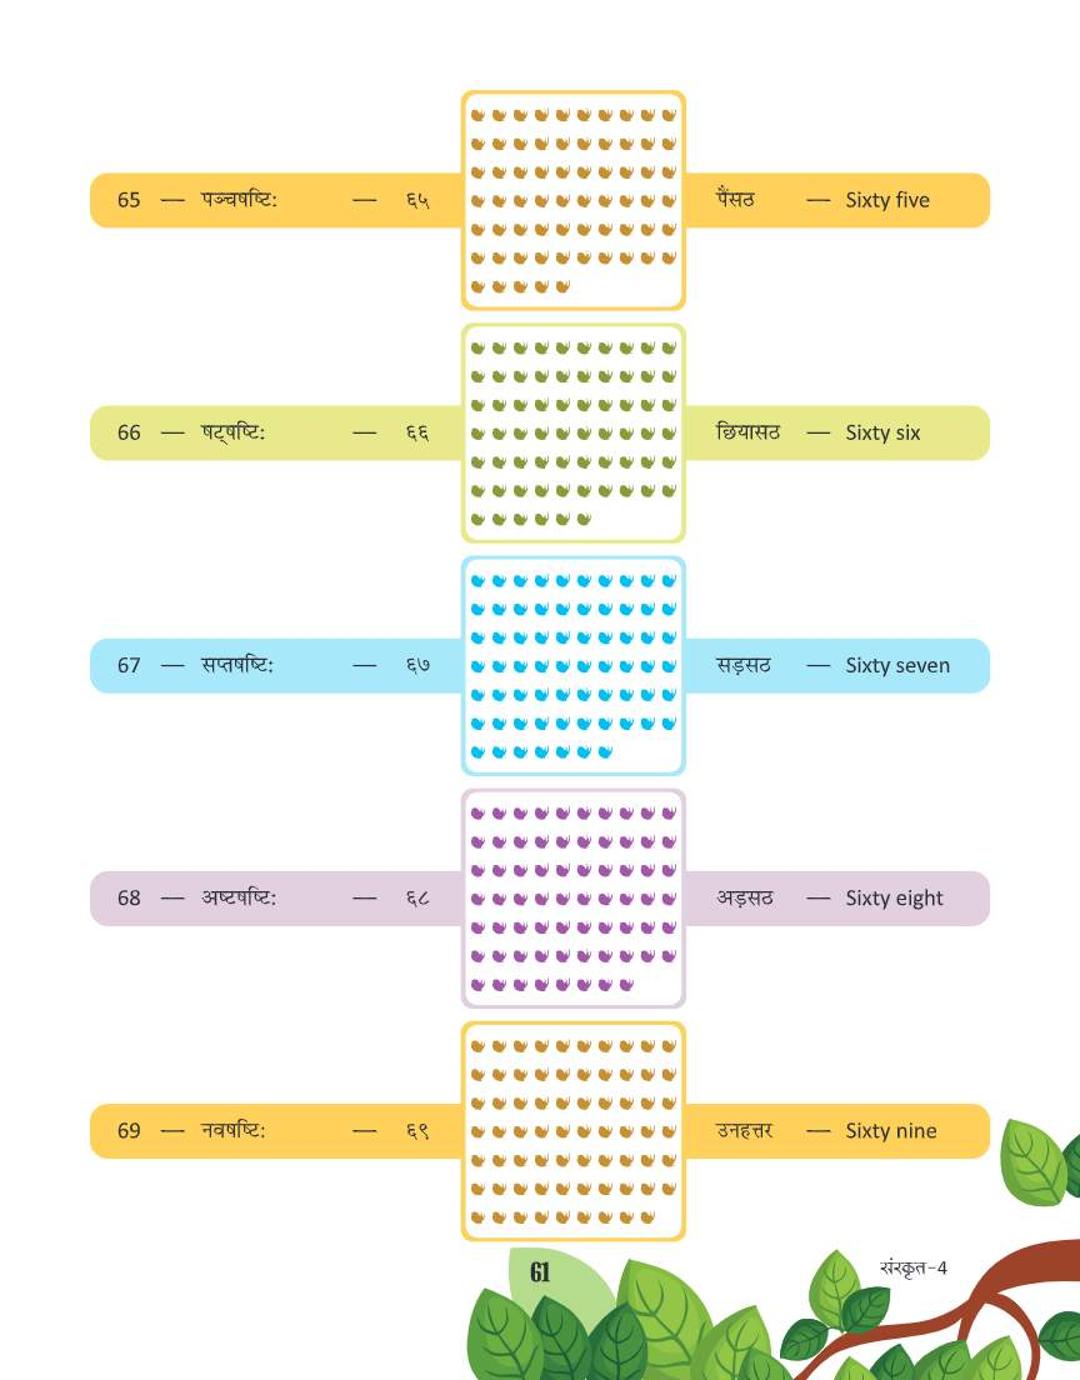 65 — पञ्चषष्टि: — ६५ पैंसठ — Sixty five
66 — षट्षष्टि: — ६६ छियासठ — Sixty six
67 — सप्तषष्टि: — ६७ सड़सठ — Sixty seven
68 — अष्टषष्टि: — ६८ अड़सठ — Sixty eight
69 — नवषष्टि: — ६९ उनहत्तर — Sixty nine
61
संस्कृत-4